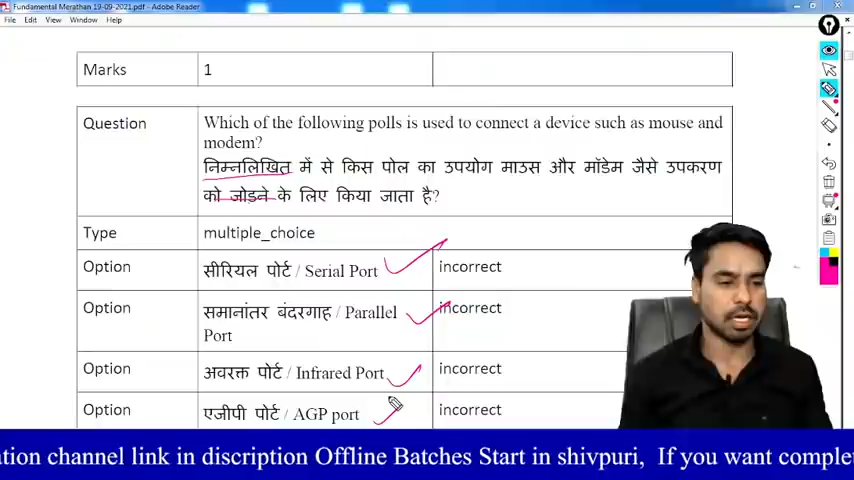 Fundamental Merathan 19-09-2021.pdf - Adobe Reader
File Edit View Window Help
Marks 1
Question Which of the following polls is used to connect a device such as mouse and
modem?
निम्नलिखित में से किस पोल का उपयोग माउस और मॉडेम जैसे उपकरण
को जोड़ने के लिए किया जाता है?
Type multiple_choice
Option सीरियल पोर्ट / Serial Port incorrect
Option समानांतर बंदरगाह / Parallel incorrect
Port
Option अवरक्त पोर्ट / Infrared Port incorrect
Option एजीपी पोर्ट / AGP port incorrect
ation channel link in discription Offline Batches Start in shivpuri, If you want comple